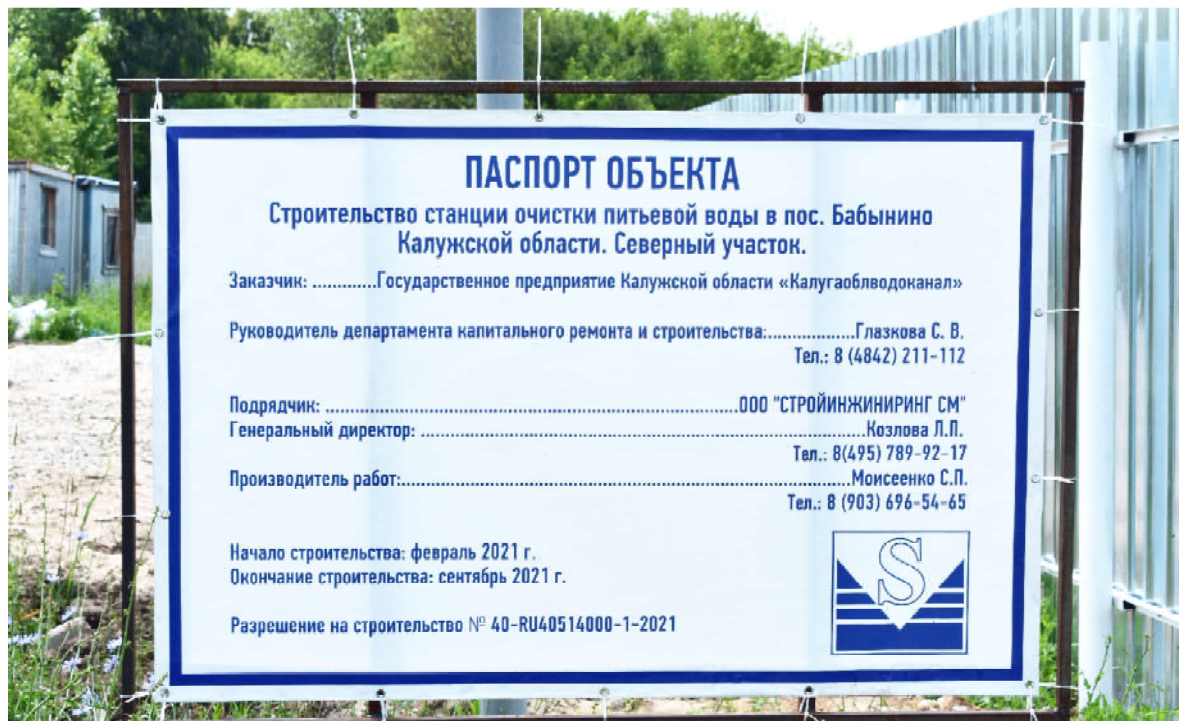 ПАСПОРТ ОБЪЕКТА
Строительство станции очистки питьевой воды в пос. Бабынино
Калужской области. Северный участок.
Заказчик: .............Государственное предприятие Калужской области «Калугаоблводоканал»
Руководитель департамента капитального ремонта и строительства:..................Глазкова С. В.
Тел.: 8 (4842) 211-112
Подрядчик: ....................................................................................ООО "СТРОЙИНЖИНИРИНГ СМ"
Генеральный директор: ...........................................................................................Козлова Л.П.
Тел.: 8(495) 789-92-17
Производитель работ:............................................................................................Моисеенко С.П.
Тел.: 8 (903) 696-54-65
Начало строительства: февраль 2021 г.
Окончание строительства: сентябрь 2021 г.
Разрешение на строительство № 40-RU40514000-1-2021
S